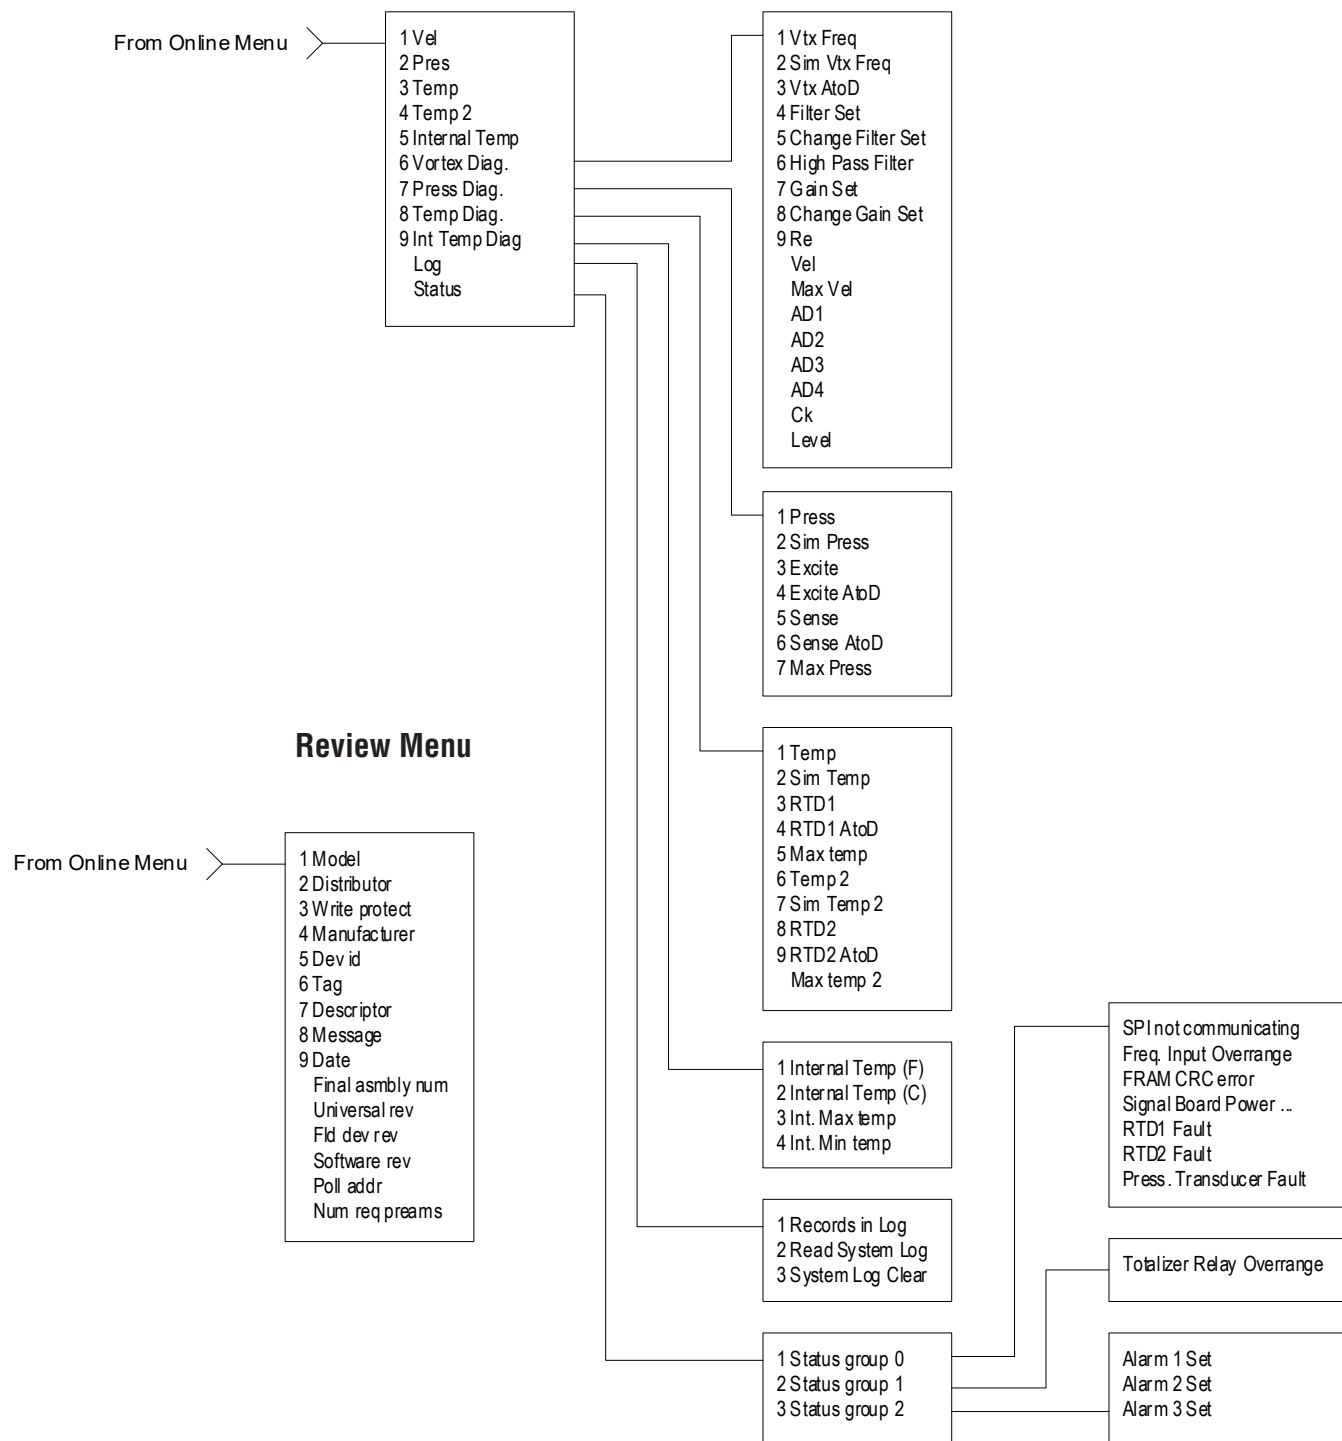 From Online Menu
1 Vel
2 Pres
3 Temp
4 Temp 2
5 Internal Temp
6 Vortex Diag.
7 Press Diag.
8 Temp Diag.
9 Int Temp Diag
Log
Status
1 Vtx Freq
2 Sim Vtx Freq
3 Vtx AtoD
4 Filter Set
5 Change Filter Set
6 High Pass Filter
7 Gain Set
8 Change Gain Set
9 Re
Vel
Max Vel
AD1
AD2
AD3
AD4
Ck
Level
1 Press
2 Sim Press
3 Excite
4 Excite AtoD
5 Sense
6 Sense AtoD
7 Max Press
1 Temp
2 Sim Temp
3 RTD1
4 RTD1 AtoD
5 Max temp
6 Temp 2
7 Sim Temp 2
8 RTD2
9 RTD2 AtoD
Max temp 2
1 Internal Temp (F)
2 Internal Temp (C)
3 Int. Max temp
4 Int. Min temp
1 Records in Log
2 Read System Log
3 System Log Clear
1 Status group 0
2 Status group 1
3 Status group 2
SPI not communicating
Freq. Input Overrange
FRAM CRC error
Signal Board Power ...
RTD1 Fault
RTD2 Fault
Press. Transducer Fault
Totalizer Relay Overrange
Alarm 1 Set
Alarm 2 Set
Alarm 3 Set
Review Menu
From Online Menu
1 Model
2 Distributor
3 Write protect
4 Manufacturer
5 Dev id
6 Tag
7 Descriptor
8 Message
9 Date
Final asmbly num
Universal rev
Fld dev rev
Software rev
Poll addr
Num req preams